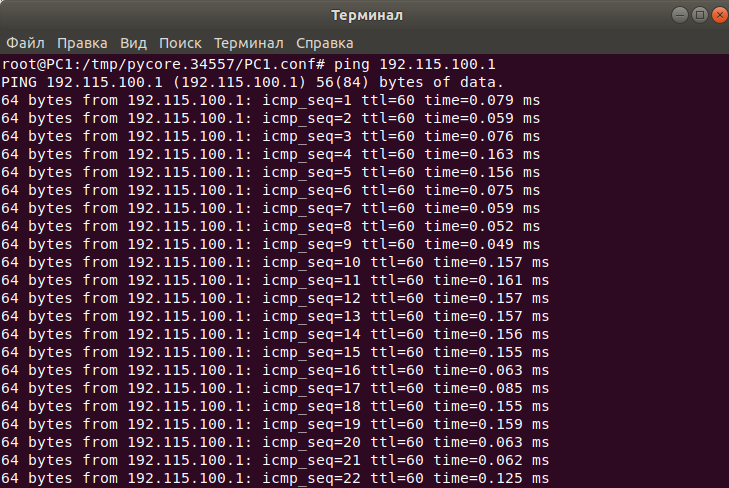 Терминал
Файл Правка Вид Поиск Терминал Справка
root@PC1:/tmp/pycore.34557/PC1.conf# ping 192.115.100.1
PING 192.115.100.1 (192.115.100.1) 56(84) bytes of data.
64 bytes from 192.115.100.1: icmp_seq=1 ttl=60 time=0.079 ms
64 bytes from 192.115.100.1: icmp_seq=2 ttl=60 time=0.059 ms
64 bytes from 192.115.100.1: icmp_seq=3 ttl=60 time=0.076 ms
64 bytes from 192.115.100.1: icmp_seq=4 ttl=60 time=0.163 ms
64 bytes from 192.115.100.1: icmp_seq=5 ttl=60 time=0.156 ms
64 bytes from 192.115.100.1: icmp_seq=6 ttl=60 time=0.075 ms
64 bytes from 192.115.100.1: icmp_seq=7 ttl=60 time=0.059 ms
64 bytes from 192.115.100.1: icmp_seq=8 ttl=60 time=0.052 ms
64 bytes from 192.115.100.1: icmp_seq=9 ttl=60 time=0.049 ms
64 bytes from 192.115.100.1: icmp_seq=10 ttl=60 time=0.157 ms
64 bytes from 192.115.100.1: icmp_seq=11 ttl=60 time=0.161 ms
64 bytes from 192.115.100.1: icmp_seq=12 ttl=60 time=0.157 ms
64 bytes from 192.115.100.1: icmp_seq=13 ttl=60 time=0.157 ms
64 bytes from 192.115.100.1: icmp_seq=14 ttl=60 time=0.156 ms
64 bytes from 192.115.100.1: icmp_seq=15 ttl=60 time=0.155 ms
64 bytes from 192.115.100.1: icmp_seq=16 ttl=60 time=0.063 ms
64 bytes from 192.115.100.1: icmp_seq=17 ttl=60 time=0.085 ms
64 bytes from 192.115.100.1: icmp_seq=18 ttl=60 time=0.155 ms
64 bytes from 192.115.100.1: icmp_seq=19 ttl=60 time=0.159 ms
64 bytes from 192.115.100.1: icmp_seq=20 ttl=60 time=0.063 ms
64 bytes from 192.115.100.1: icmp_seq=21 ttl=60 time=0.062 ms
64 bytes from 192.115.100.1: icmp_seq=22 ttl=60 time=0.125 ms